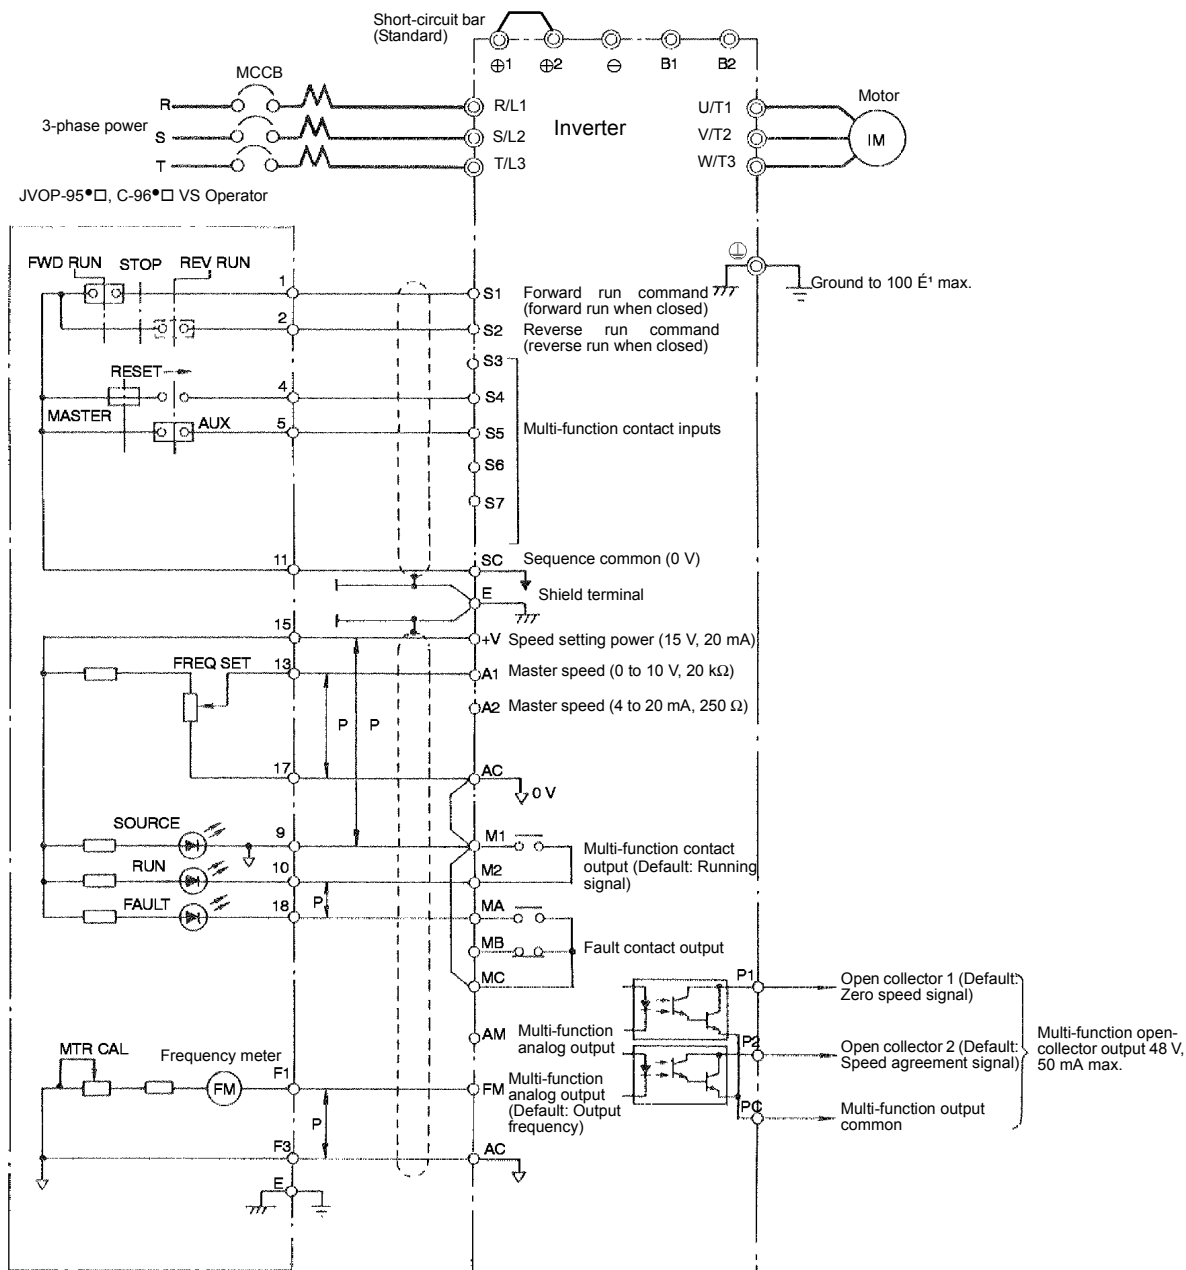 Short-circuit bar
(Standard)
⊕1
⊕2
⊖
B1
B2
MCCB
R
R/L1
U/T1
Motor
3-phase power
S
S/L2
Inverter
V/T2
IM
T
T/L3
W/T3
JVOP-95•□, C-96•□ VS Operator
FWD RUN
STOP
REV RUN
1
S1
Forward run command
(forward run when closed)
Ground to 100 É¹ max.
2
S2
Reverse run command
(reverse run when closed)
S3
RESET
4
S4
MASTER
AUX
5
S5
Multi-function contact inputs
S6
S7
11
SC
Sequence common (0 V)
E
Shield terminal
15
+V
Speed setting power (15 V, 20 mA)
FREQ SET
13
A1
Master speed (0 to 10 V, 20 kΩ)
A2
Master speed (4 to 20 mA, 250 Ω)
P
P
17
AC
0 V
SOURCE
9
M1
Multi-function contact
output (Default: Running
signal)
RUN
10
M2
FAULT
18
P
MA
MB
Fault contact output
MC
P1
Open collector 1 (Default:
Zero speed signal)
AM
Multi-function
analog output
P2
Open collector 2 (Default:
Speed agreement signal)
Multi-function open-
collector output 48 V,
50 mA max.
MTR CAL
Frequency meter
FM
F1
FM
Multi-function
analog output
(Default: Output
frequency)
PC
Multi-function output
common
P
F3
AC
E